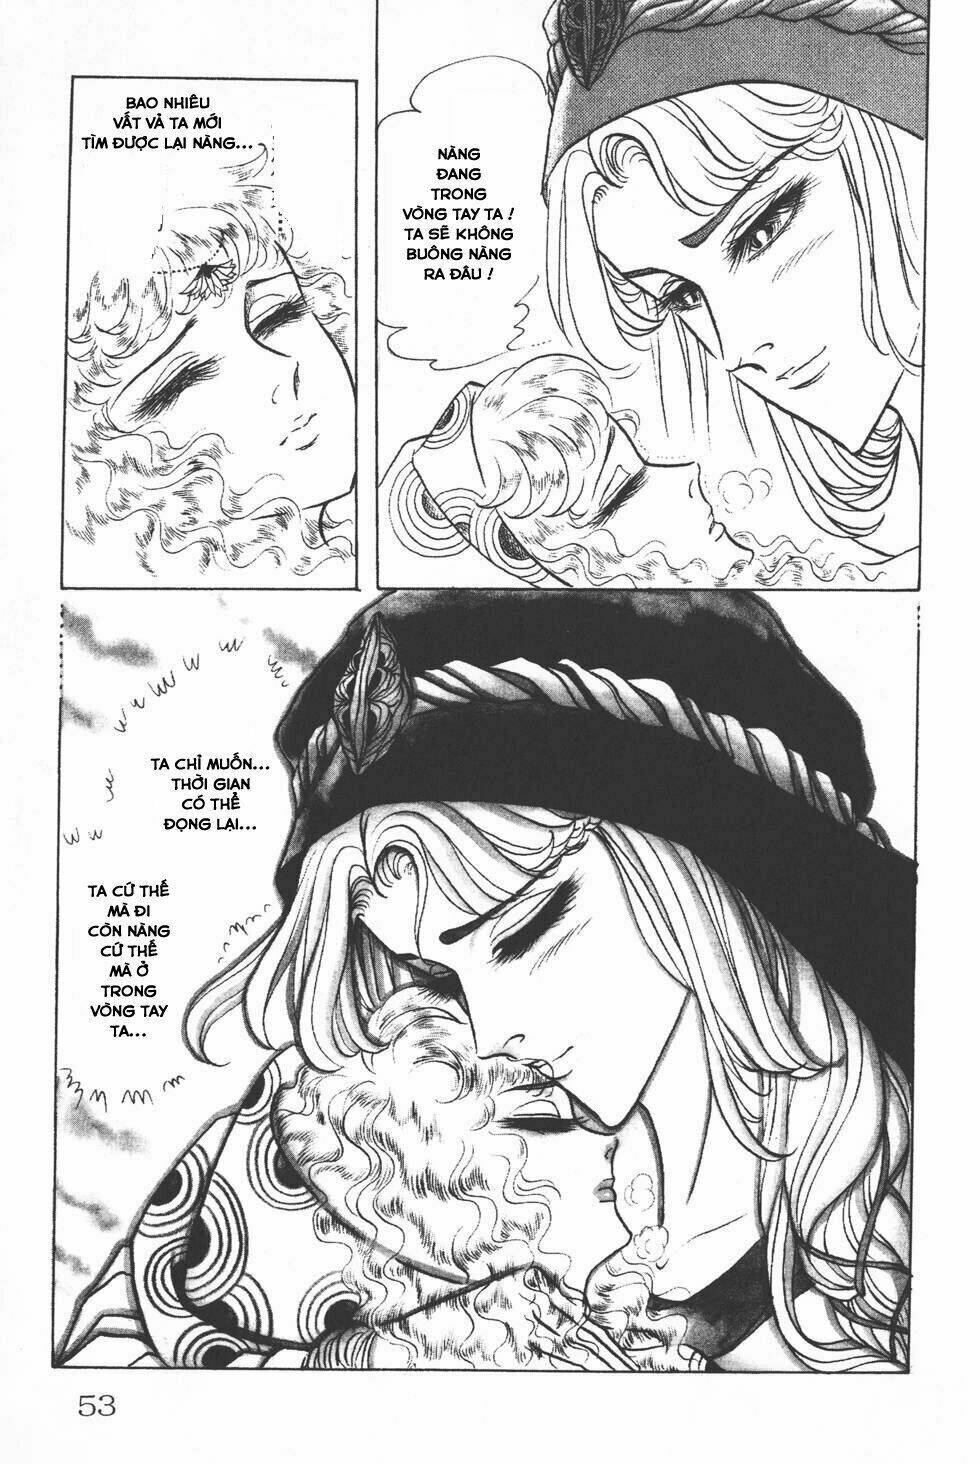 NÀNG
ĐANG
TRONG
VÒNG TAY TA !
TA SẼ KHÔNG
BUÔNG NÀNG
RA ĐÂU !
BAO NHIÊU
VẤT VẢ TA MỚI
TÌM ĐƯỢC LẠI NÀNG...
TA CHỈ MUỐN...
THỜI GIAN
CÓ THỂ
ĐỌNG LẠI...
TA CỨ THẾ
MÀ ĐI
CÒN NÀNG
CỨ THẾ
MÀ Ở
TRONG
VÒNG TAY
TA...
53